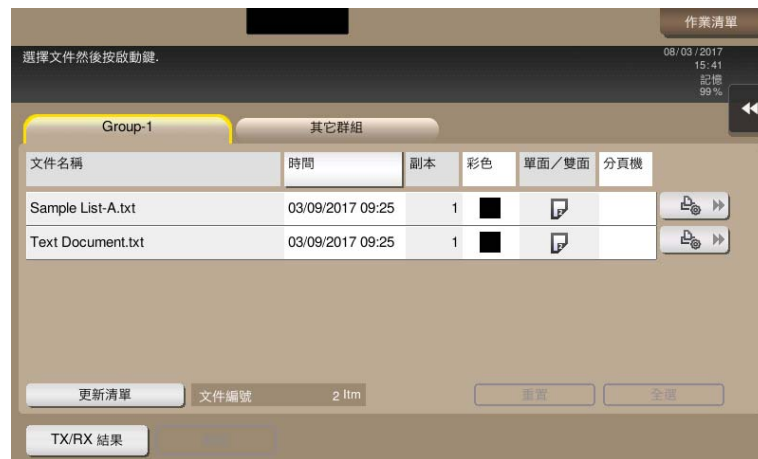 作業清單
選擇文件然後按啟動鍵.
08/03/2017
15:41
記憶
99%
Group-1
其它群組
文件名稱 時間 副本 彩色 單面／雙面 分頁機
Sample List-A.txt 03/09/2017 09:25 1
Text Document.txt 03/09/2017 09:25 1
更新清單 文件編號 2 Itm 重置 全選
TX/RX 結果